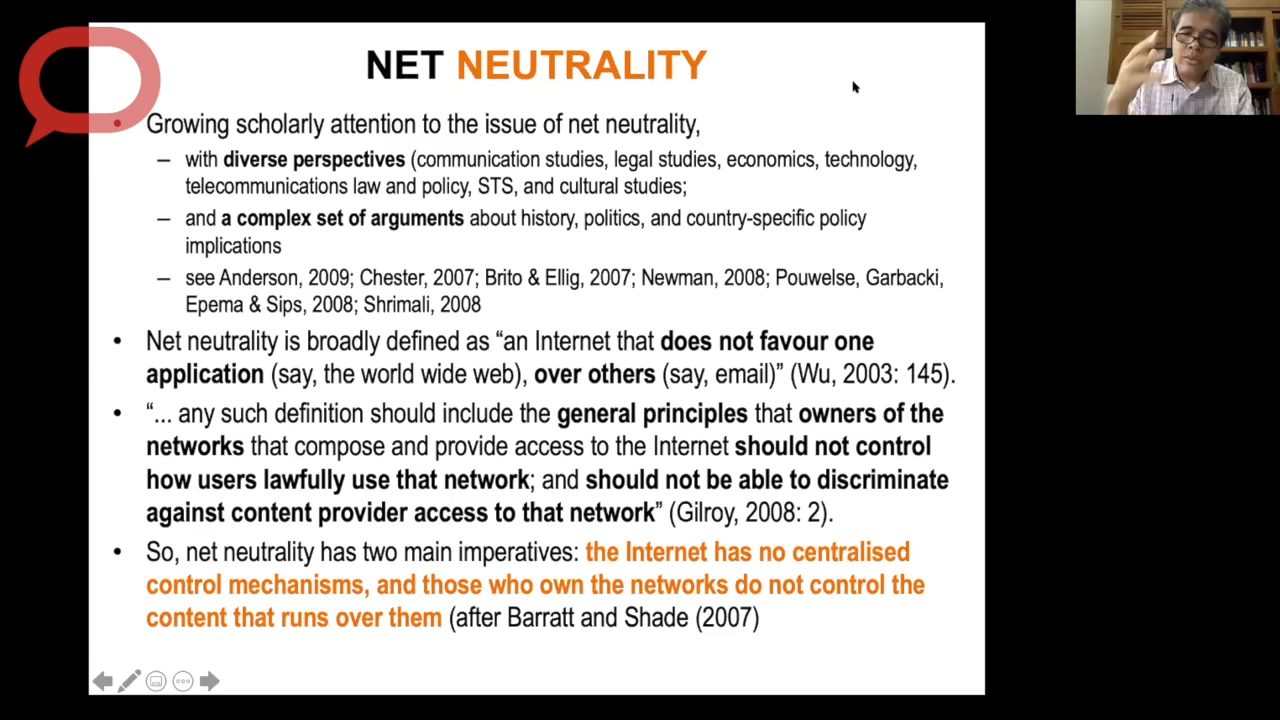 NET NEUTRALITY
• Growing scholarly attention to the issue of net neutrality,
– with diverse perspectives (communication studies, legal studies, economics, technology,
telecommunications law and policy, STS, and cultural studies;
– and a complex set of arguments about history, politics, and country-specific policy
implications
– see Anderson, 2009; Chester, 2007; Brito & Ellig, 2007; Newman, 2008; Pouwelse, Garbacki,
Epema & Sips, 2008; Shrimali, 2008
• Net neutrality is broadly defined as “an Internet that does not favour one
application (say, the world wide web), over others (say, email)” (Wu, 2003: 145).
• “... any such definition should include the general principles that owners of the
networks that compose and provide access to the Internet should not control
how users lawfully use that network; and should not be able to discriminate
against content provider access to that network” (Gilroy, 2008: 2).
• So, net neutrality has two main imperatives: the Internet has no centralised
control mechanisms, and those who own the networks do not control the
content that runs over them (after Barratt and Shade (2007)